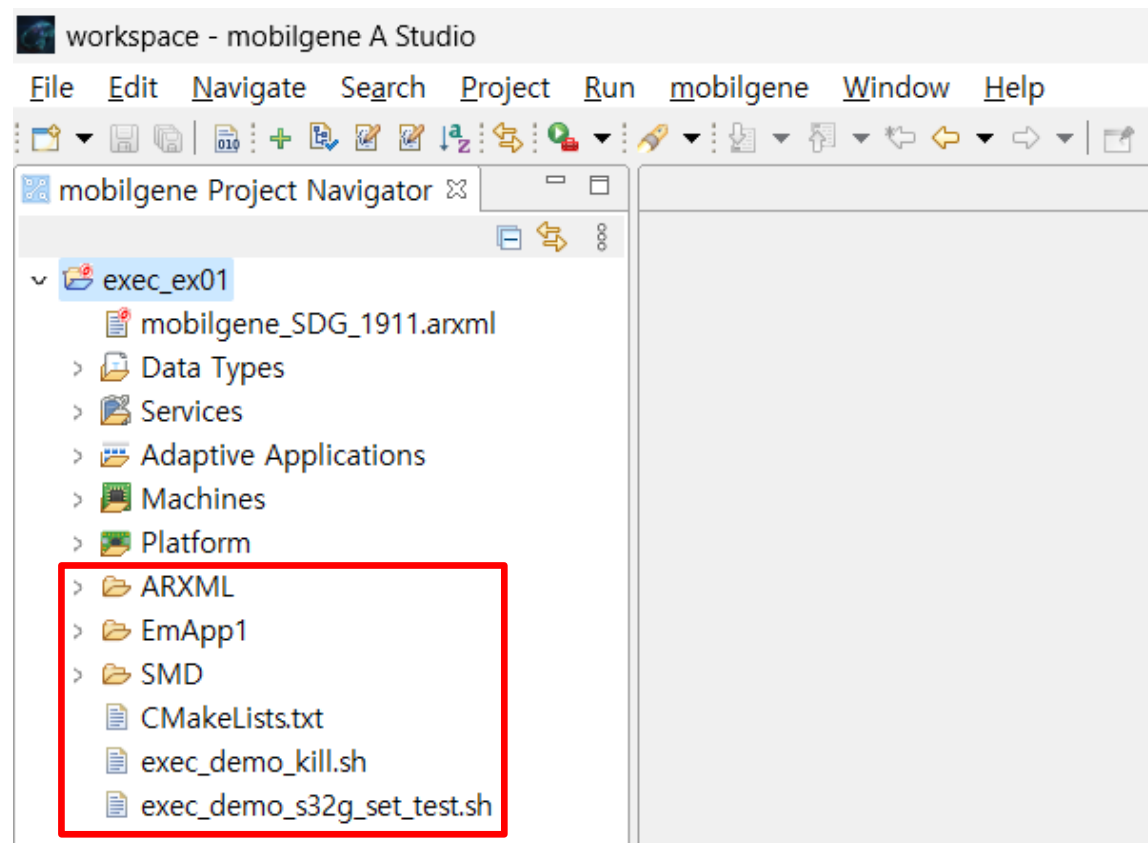 workspace - mobilgene A Studio
File Edit Navigate Search Project Run mobilgene Window Help
mobilgene Project Navigator
exec_ex01
mobilgene_SDG_1911.arxml
Data Types
Services
Adaptive Applications
Machines
Platform
ARXML
EmApp1
SMD
CMakeLists.txt
exec_demo_kill.sh
exec_demo_s32g_set_test.sh